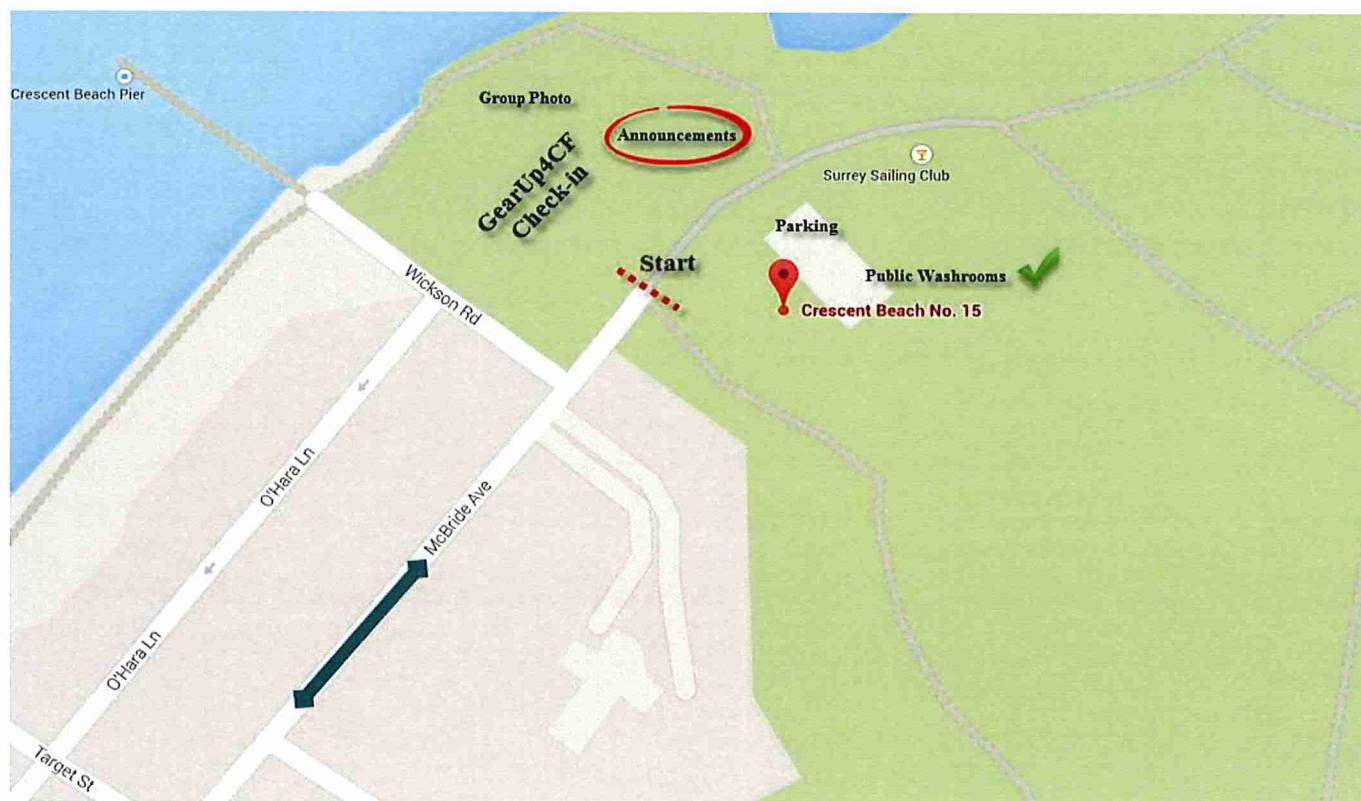 Crescent Beach Pier
Group Photo
Announcements
GearUp4CF
Check-in
Surrey Sailing Club
Parking
Start
Public Washrooms
Crescent Beach No. 15
Wickson Rd
O'Hara Ln
McBride Ave
O'Hara Ln
Target St